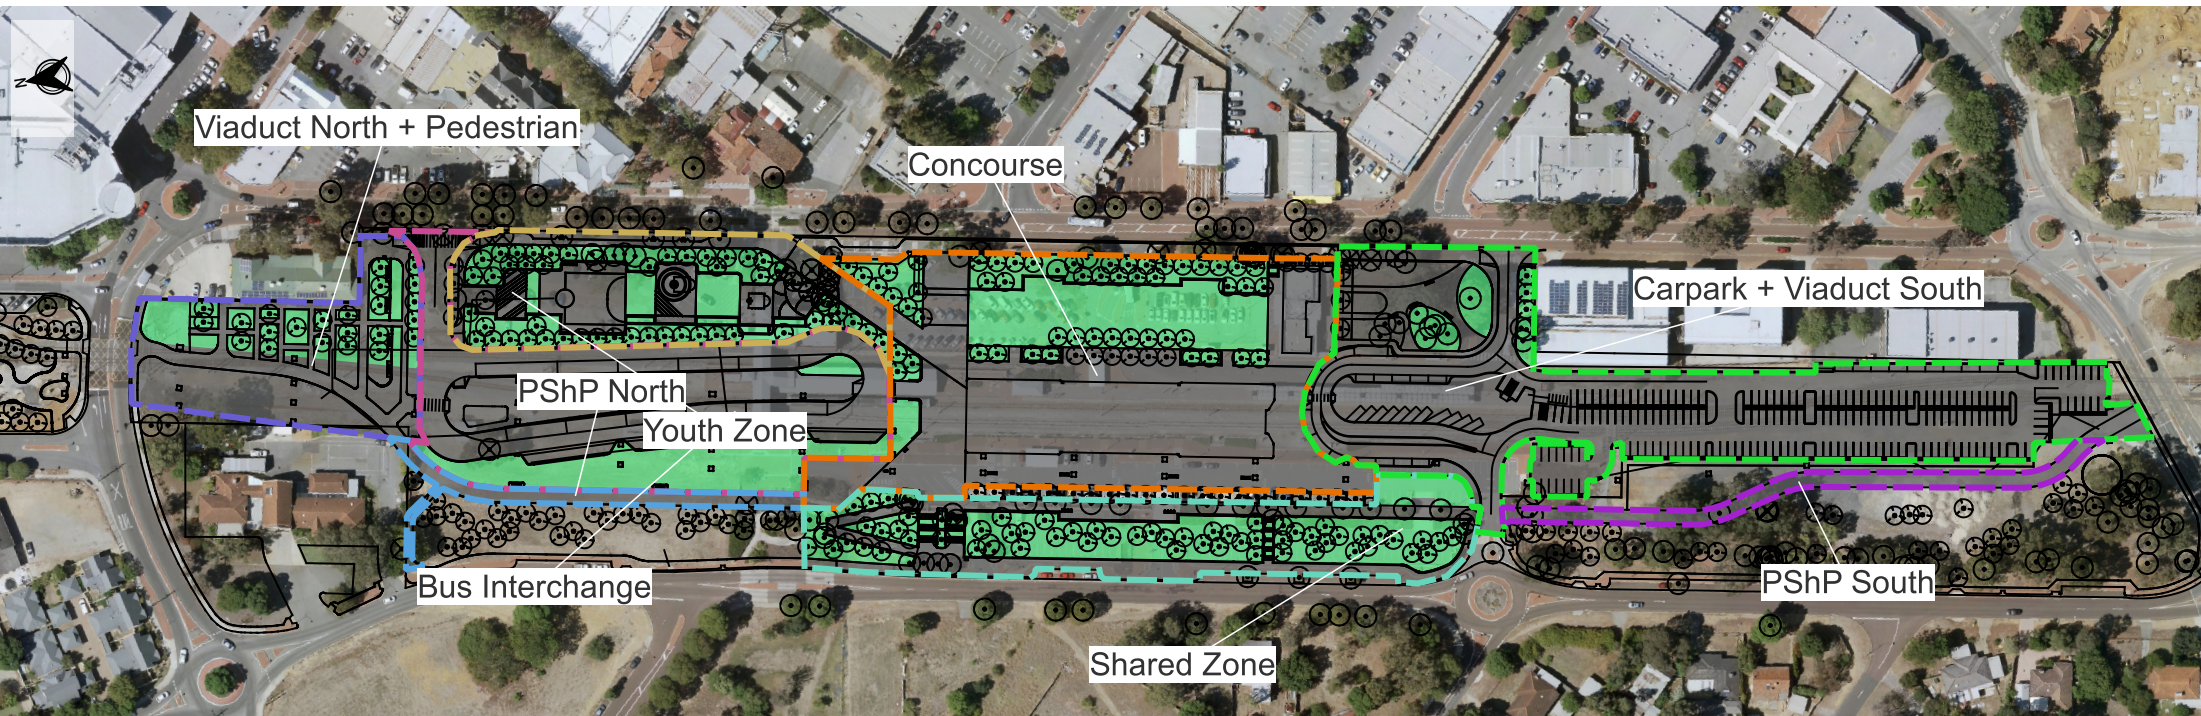 N
Viaduct North + Pedestrian
Concourse
Carpark + Viaduct South
PShP North
Youth Zone
Bus Interchange
PShP South
Shared Zone